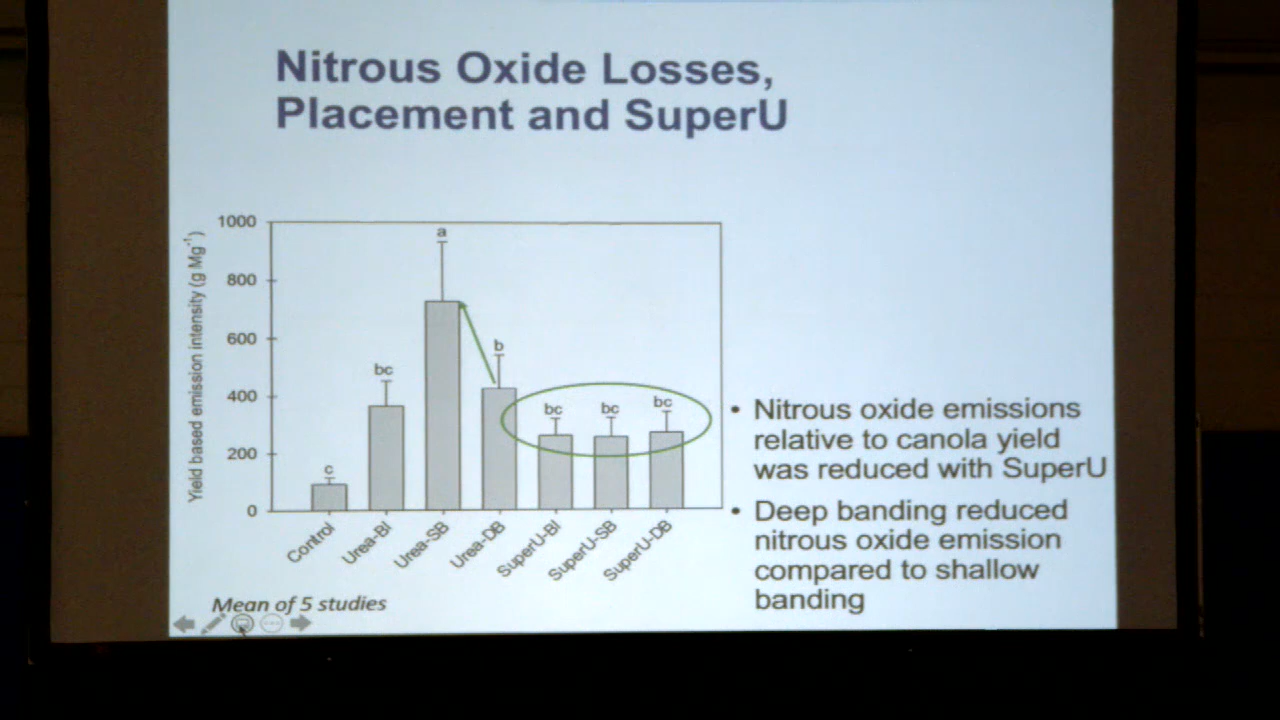 Nitrous Oxide Losses,
Placement and SuperU
Yield based emission intensity (g Mg⁻¹)
1000
800
600
400
200
0
c
bc
a
b
bc
bc
bc
Control
Urea-BI
Urea-SB
Urea-DB
SuperU-BI
SuperU-SB
SuperU-DB
Mean of 5 studies
• Nitrous oxide emissions
relative to canola yield
was reduced with SuperU
• Deep banding reduced
nitrous oxide emission
compared to shallow
banding